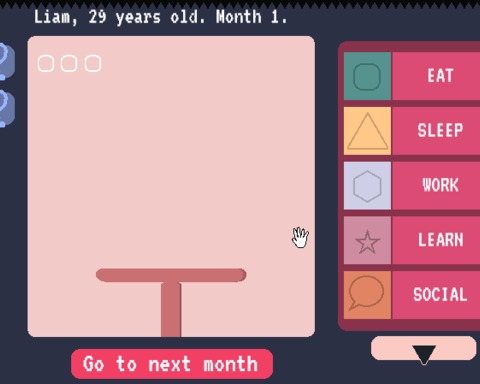 Liam, 29 years old. Month 1.
EAT
SLEEP
WORK
LEARN
SOCIAL
Go to next month